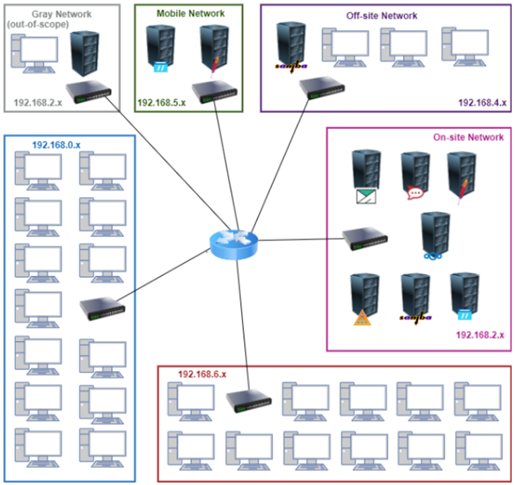 Gray Network
(out-of-scope)
192.168.2.x
Mobile Network
192.168.5.x
Off-site Network
samba
192.168.4.x
192.168.0.x
On-site Network
samba
192.168.2.x
192.168.6.x